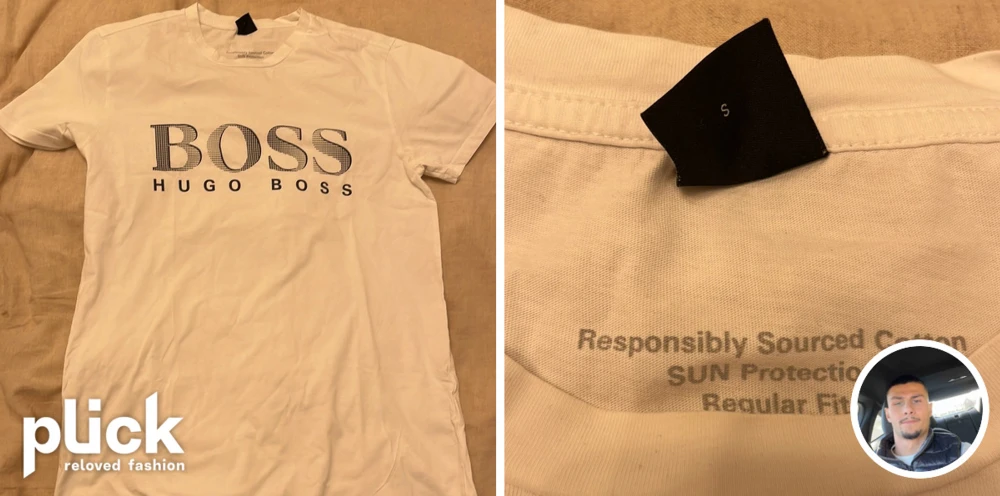 BOSS
HUGO BOSS
plick
reloved fashion
S
Responsibly Sourced Cotton
SUN Protection
Regular Fit